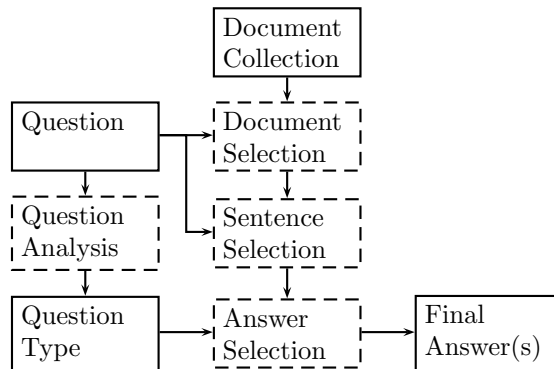 Document
Collection
Question
Document
Selection
Question
Analysis
Sentence
Selection
Question
Type
Answer
Selection
Final
Answer(s)